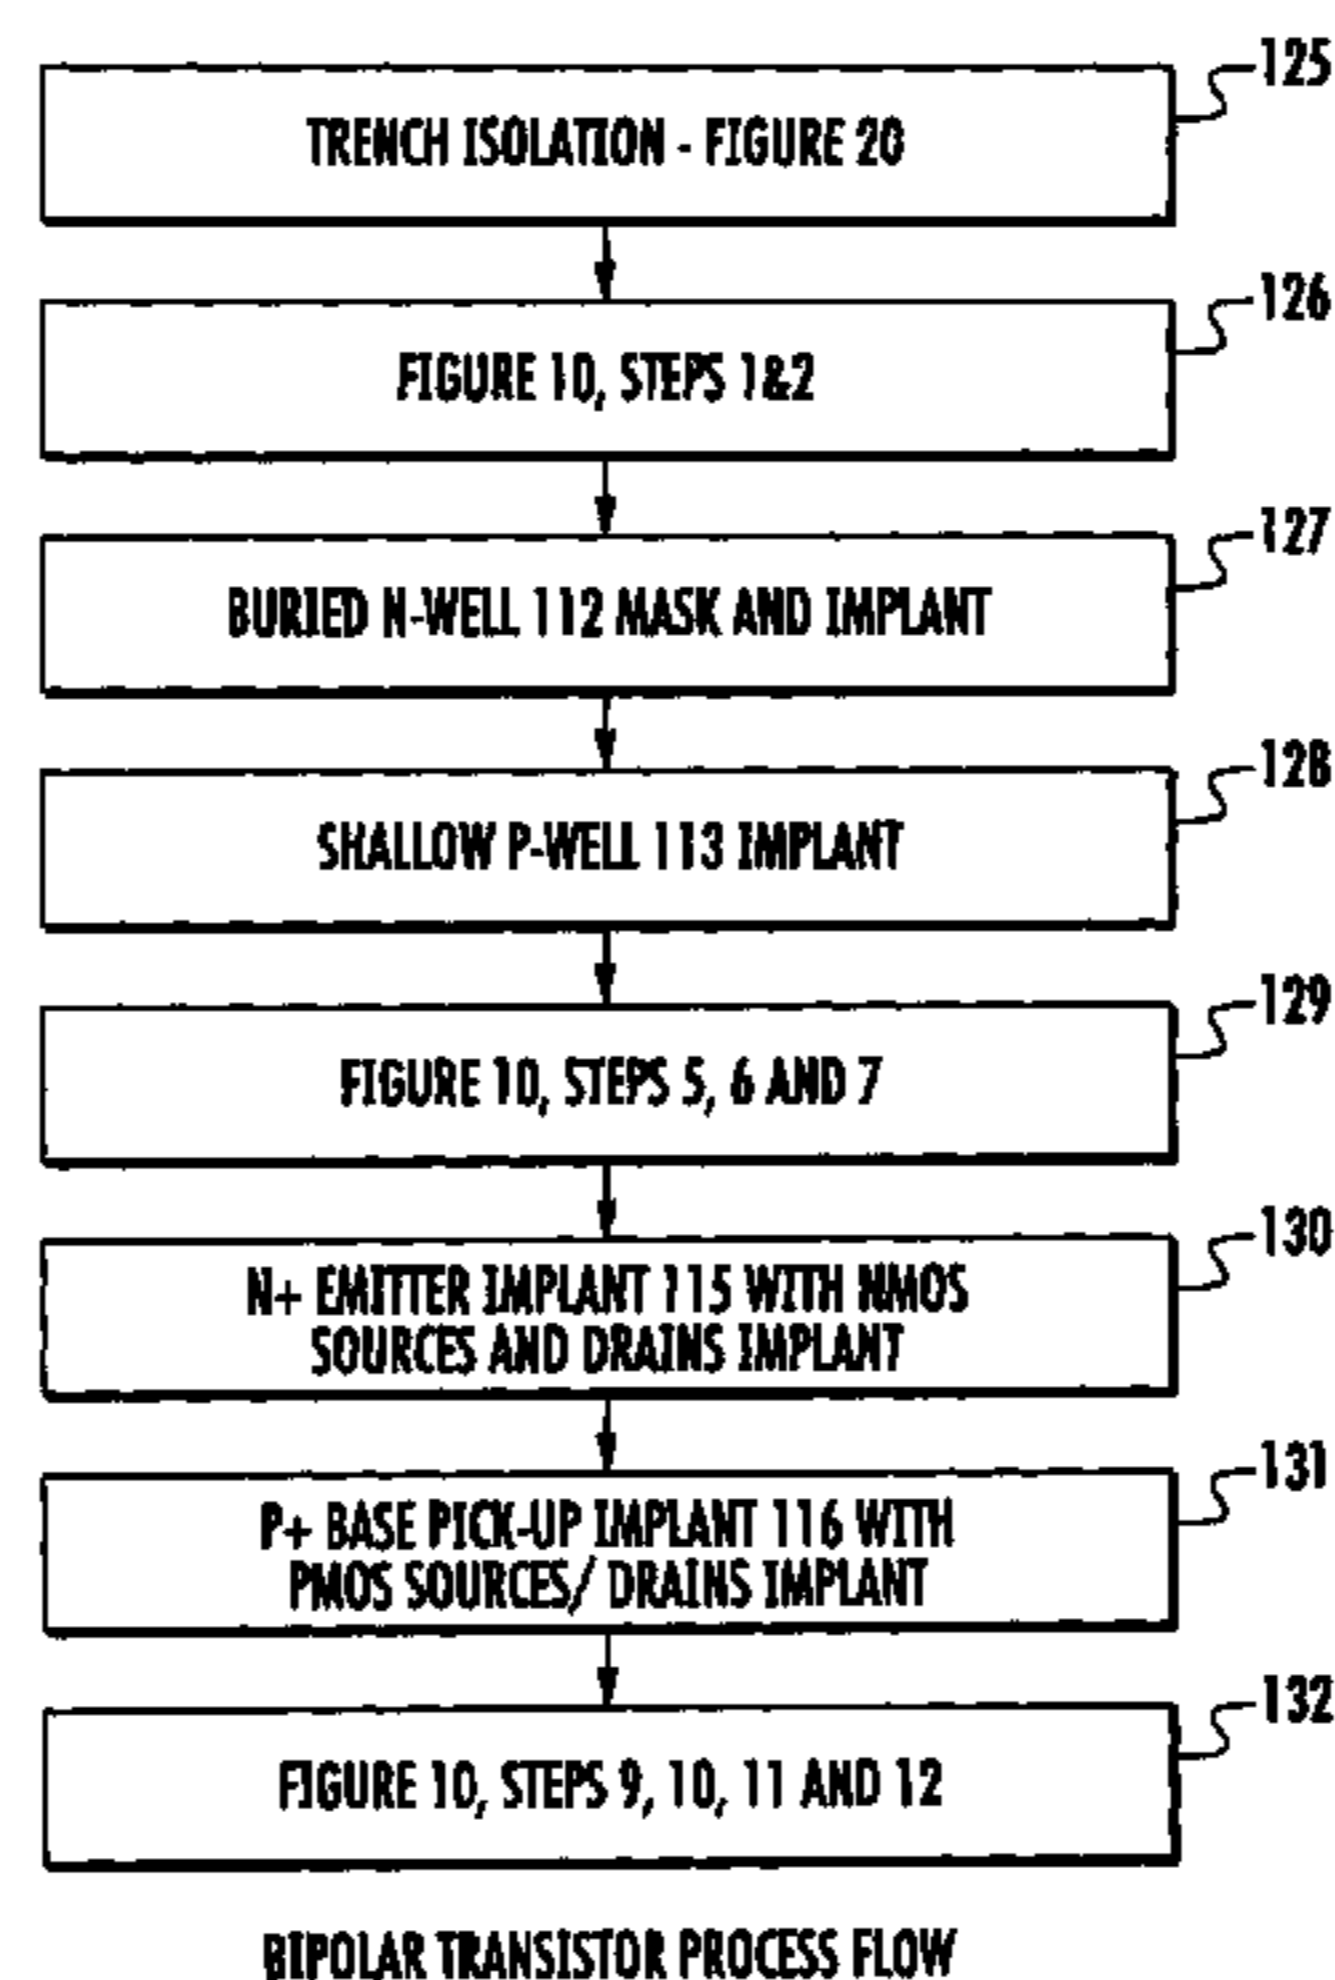 125
TRENCH ISOLATION - FIGURE 20
126
FIGURE 10, STEPS 1&2
127
BURIED N-WELL 112 MASK AND IMPLANT
128
SHALLOW P-WELL 113 IMPLANT
129
FIGURE 10, STEPS 5, 6 AND 7
130
N+ EMITTER IMPLANT 115 WITH NMOS
SOURCES AND DRAINS IMPLANT
131
P+ BASE PICK-UP IMPLANT 116 WITH
PMOS SOURCES/ DRAINS IMPLANT
132
FIGURE 10, STEPS 9, 10, 11 AND 12
BIPOLAR TRANSISTOR PROCESS FLOW